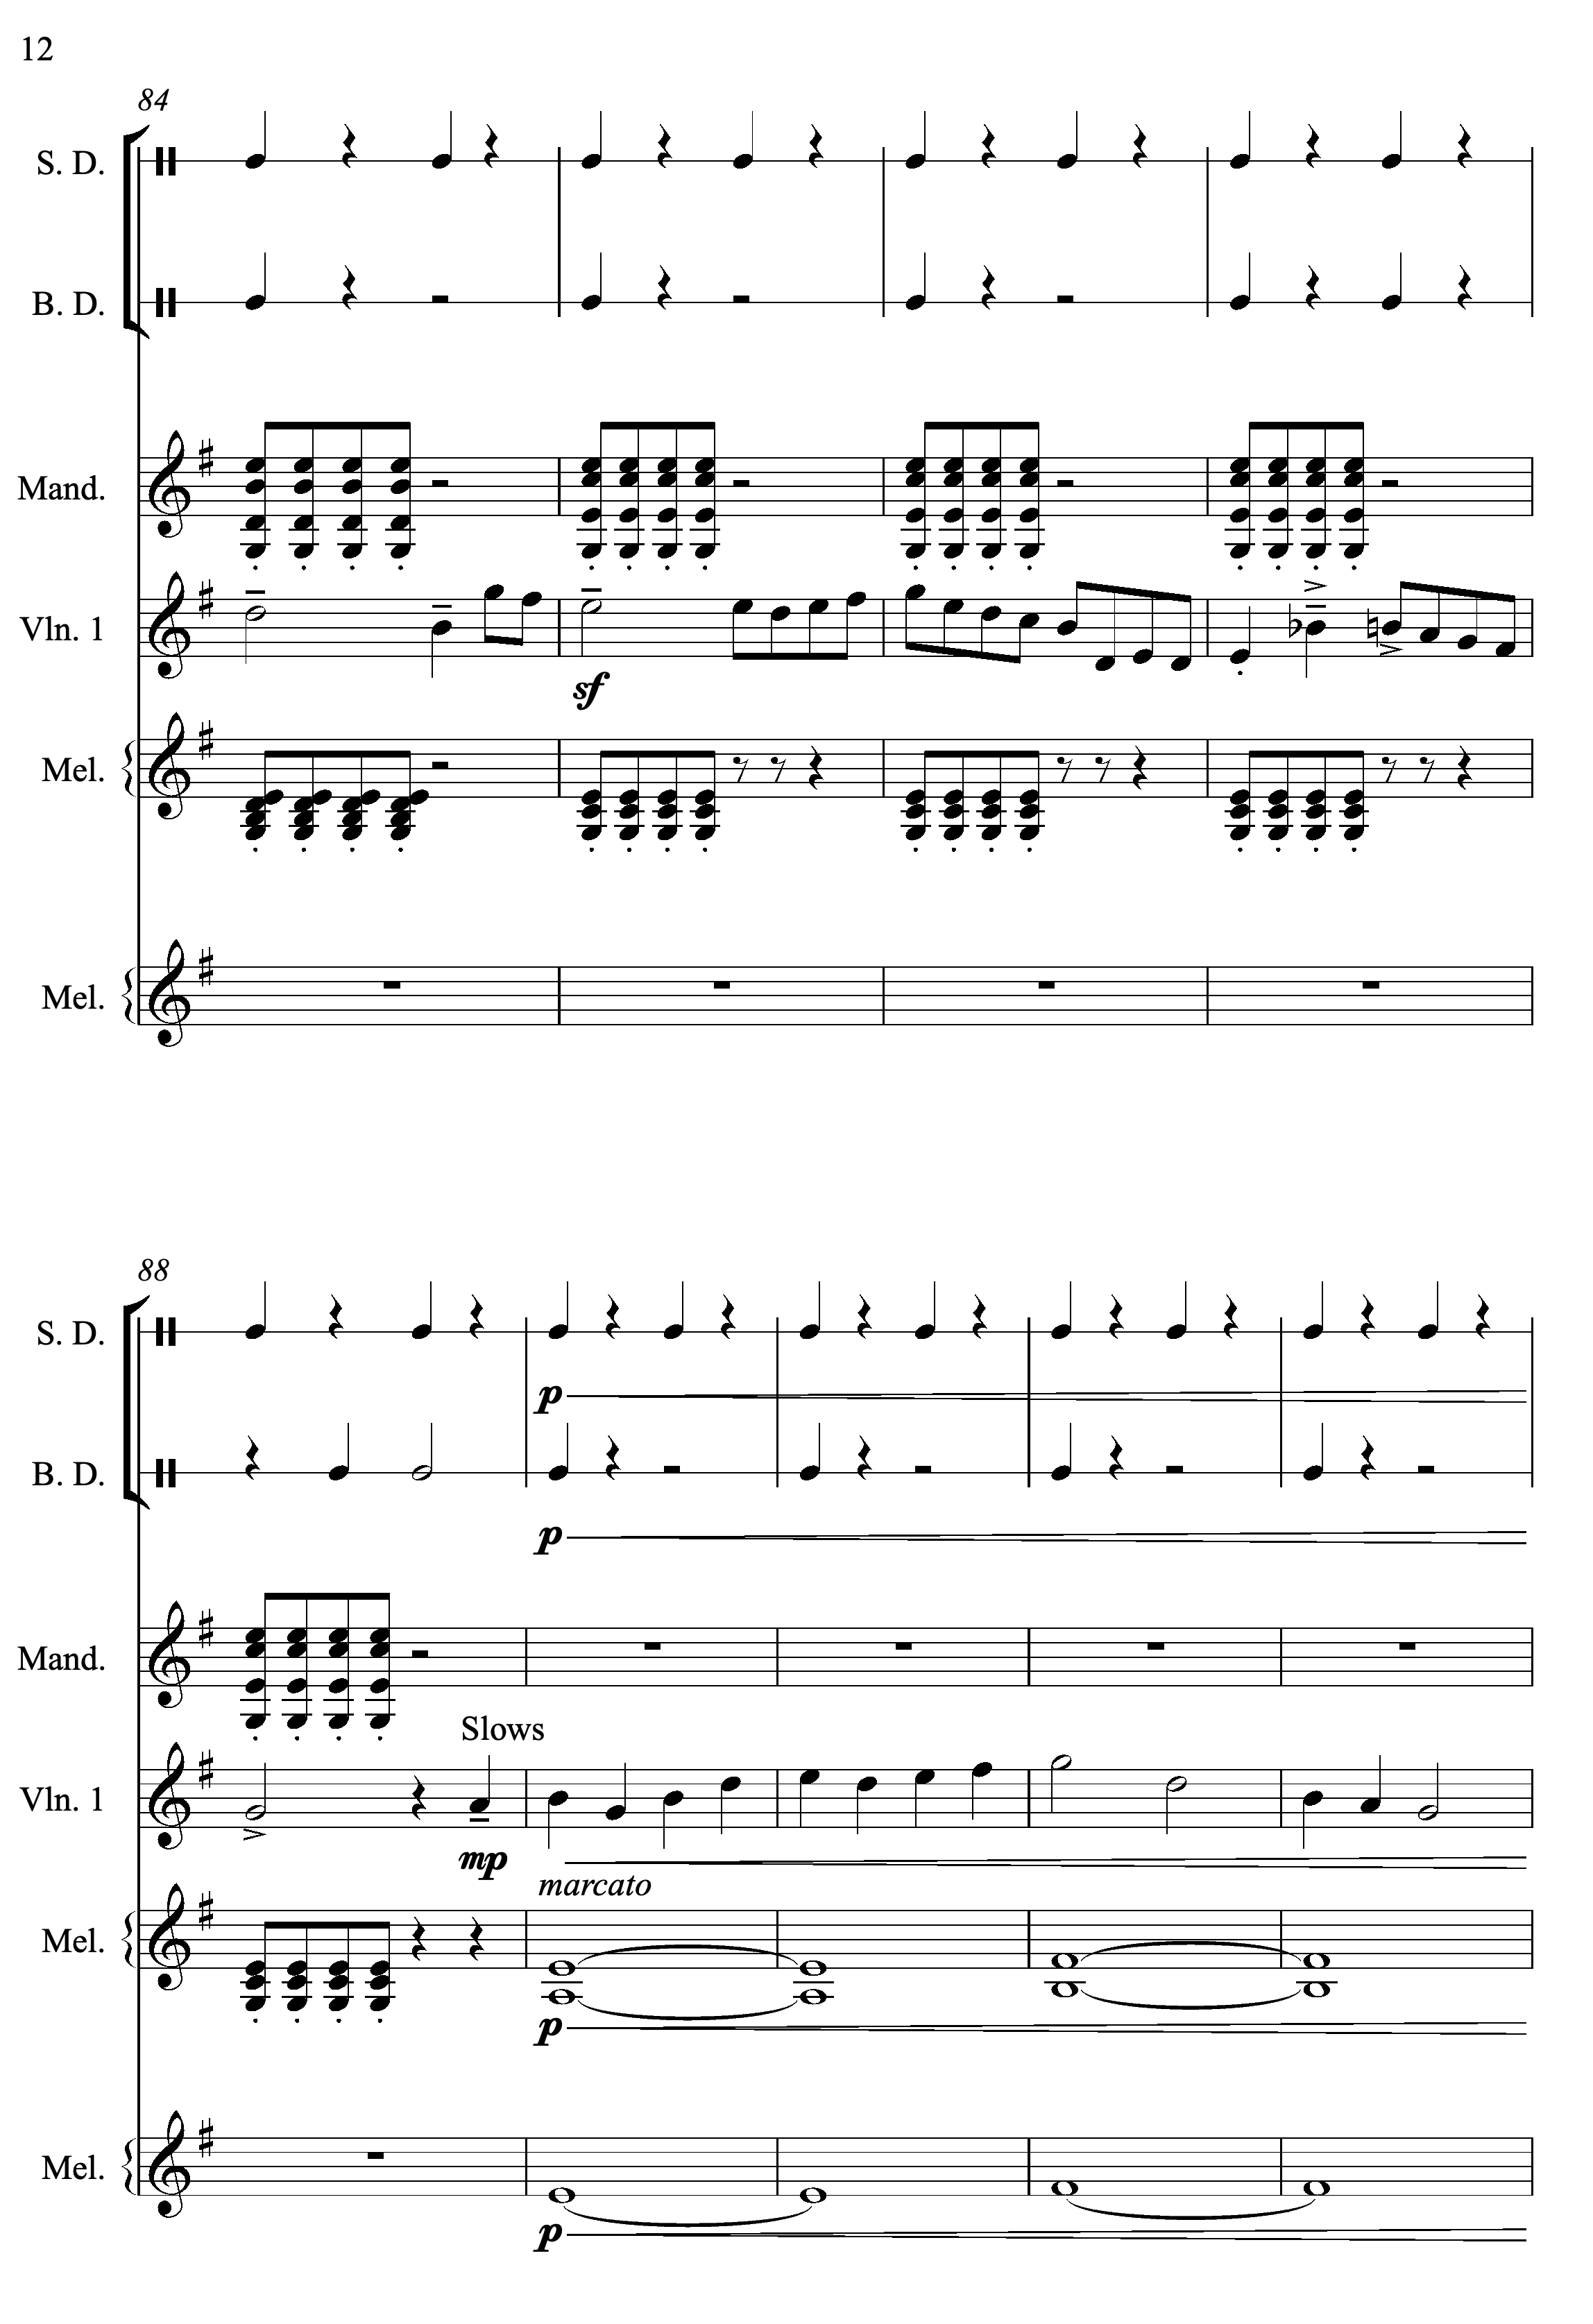 12
84
S. D.
B. D.
Mand.
Vln. 1
sf
Mel.
Mel.
88
S. D.
p
B. D.
p
Mand.
Slows
Vln. 1
mp
marcato
Mel.
p
Mel.
p